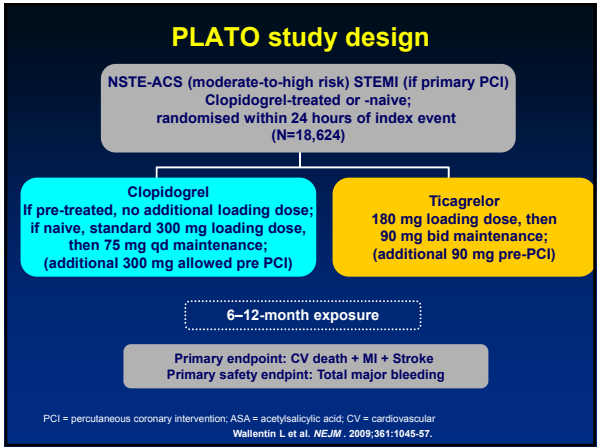 PLATO study design
NSTE-ACS (moderate-to-high risk) STEMI (if primary PCI)
Clopidogrel-treated or -naive;
randomised within 24 hours of index event
(N=18,624)
Clopidogrel
If pre-treated, no additional loading dose;
if naive, standard 300 mg loading dose,
then 75 mg qd maintenance;
(additional 300 mg allowed pre PCI)
Ticagrelor
180 mg loading dose, then
90 mg bid maintenance;
(additional 90 mg pre-PCI)
6–12-month exposure
Primary endpoint: CV death + MI + Stroke
Primary safety endpint: Total major bleeding
PCI = percutaneous coronary intervention; ASA = acetylsalicylic acid; CV = cardiovascular
Wallentin L et al. NEJM . 2009;361:1045-57.